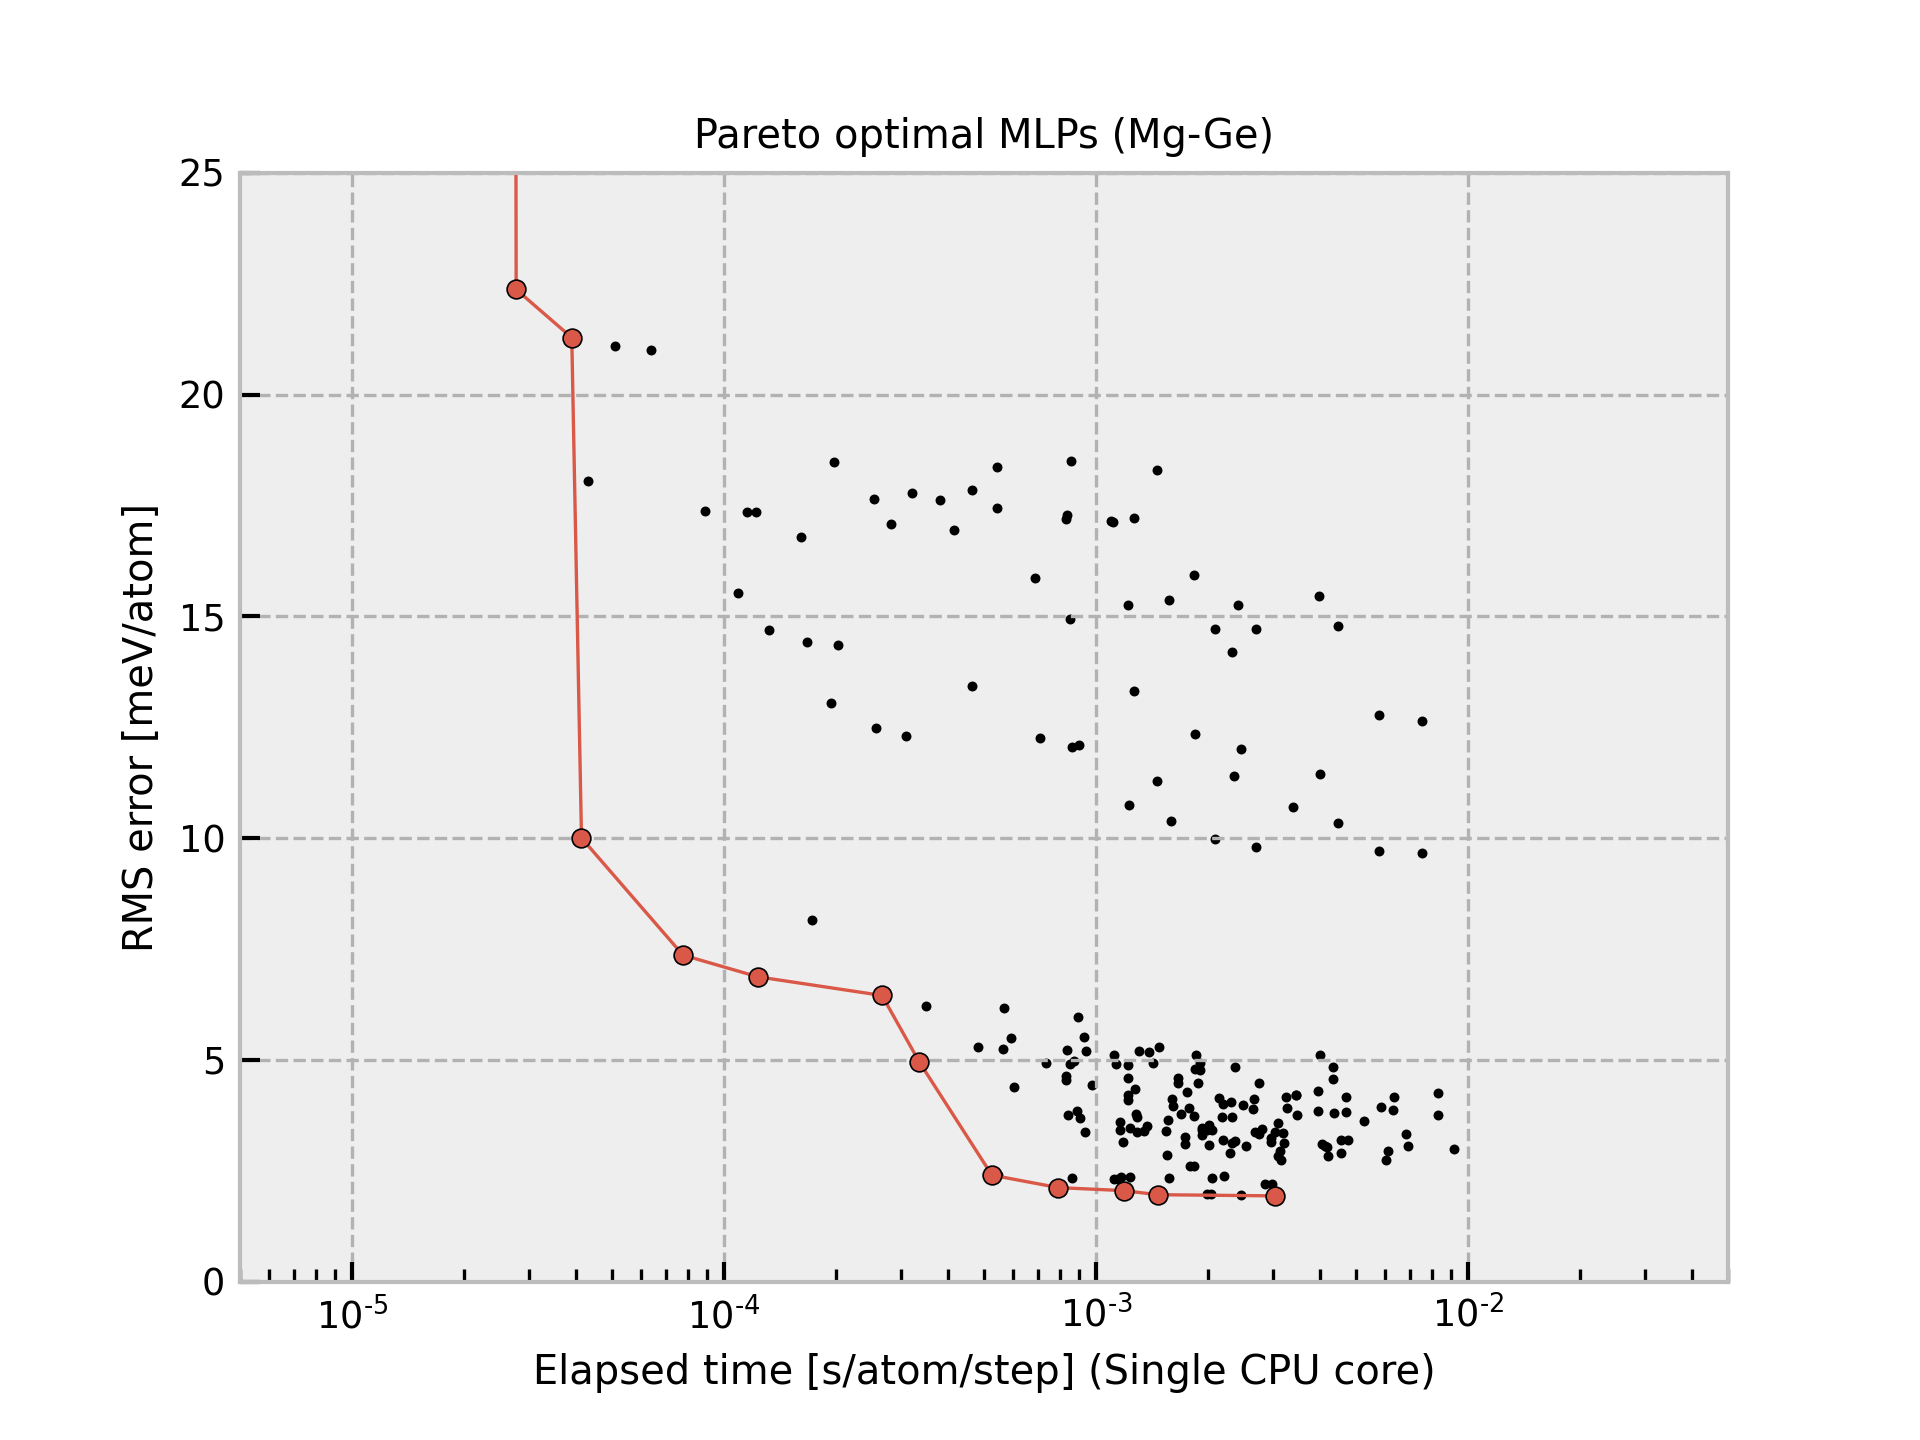 Pareto optimal MLPs (Mg-Ge)
25
20
15
10
5
0
RMS error [meV/atom]
10-5 10-4 10-3 10-2
Elapsed time [s/atom/step] (Single CPU core)